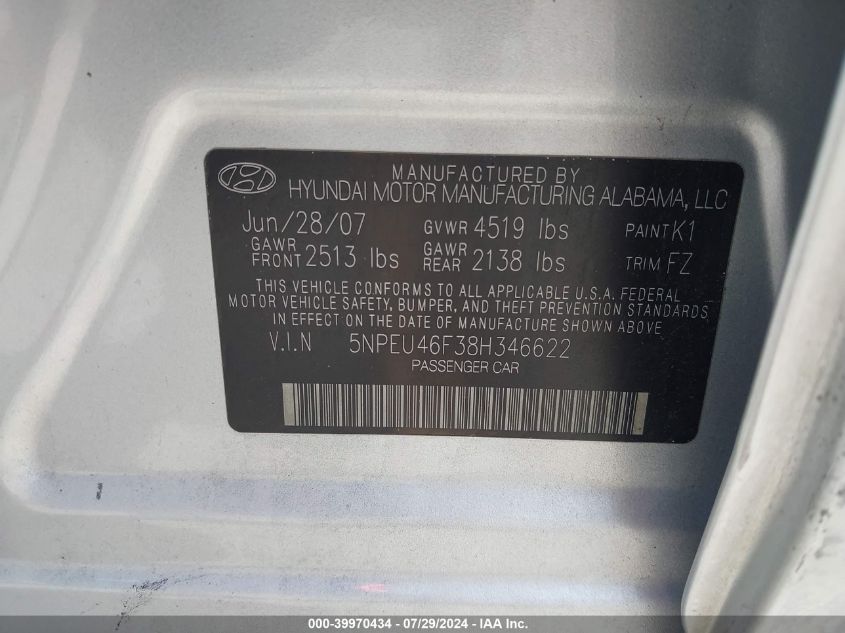 MANUFACTURED BY
HYUNDAI MOTOR MANUFACTURING ALABAMA, LLC
Jun/28/07 GVWR 4519 lbs PAINT K1
GAWR FRONT 2513 lbs GAWR REAR 2138 lbs TRIM FZ
THIS VEHICLE CONFORMS TO ALL APPLICABLE U.S.A. FEDERAL
MOTOR VEHICLE SAFETY, BUMPER, AND THEFT PREVENTION STANDARDS
IN EFFECT ON THE DATE OF MANUFACTURE SHOWN ABOVE
V.I.N 5NPEU46F38H346622
PASSENGER CAR
000-39970434 / 07/29/2024 - IAA Inc.